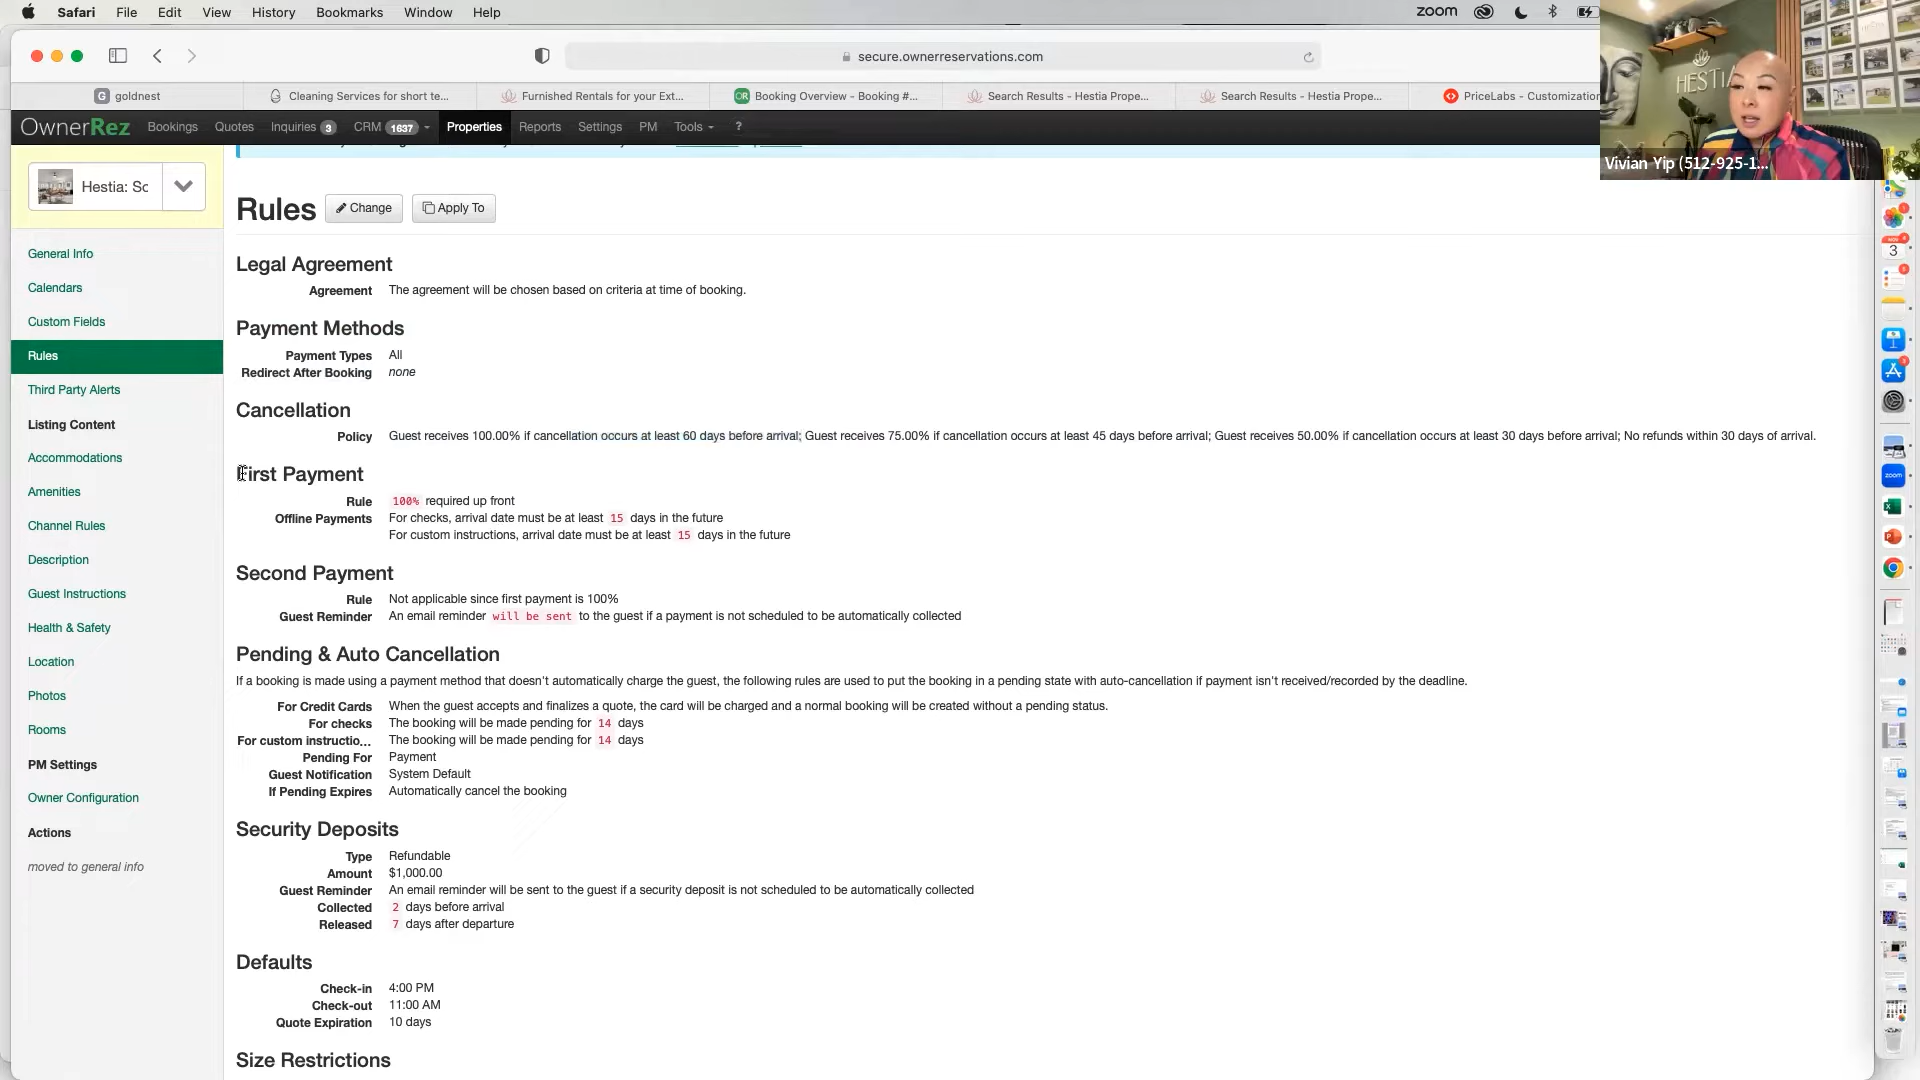 Safari File Edit View History Bookmarks Window Help
zoom
secure.ownerreservations.com
G goldnest
Cleaning Services for short te...
Furnished Rentals for your Ext...
OR Booking Overview - Booking #...
Search Results - Hestia Prope...
Search Results - Hestia Prope...
PriceLabs - Customization
HESTIA
Vivian Yip (512-925-1...
OwnerRez Bookings Quotes Inquiries 3 CRM 1637 Properties Reports Settings PM Tools ?
Hestia: Sc
General Info
Calendars
Custom Fields
Rules
Third Party Alerts
Listing Content
Accommodations
Amenities
Channel Rules
Description
Guest Instructions
Health & Safety
Location
Photos
Rooms
PM Settings
Owner Configuration
Actions
moved to general info
Rules Change Apply To
Legal Agreement
Agreement The agreement will be chosen based on criteria at time of booking.
Payment Methods
Payment Types All
Redirect After Booking none
Cancellation
Policy Guest receives 100.00% if cancellation occurs at least 60 days before arrival; Guest receives 75.00% if cancellation occurs at least 45 days before arrival; Guest receives 50.00% if cancellation occurs at least 30 days before arrival; No refunds within 30 days of arrival.
First Payment
Rule 100% required up front
Offline Payments For checks, arrival date must be at least 15 days in the future
For custom instructions, arrival date must be at least 15 days in the future
Second Payment
Rule Not applicable since first payment is 100%
Guest Reminder An email reminder will be sent to the guest if a payment is not scheduled to be automatically collected
Pending & Auto Cancellation
If a booking is made using a payment method that doesn't automatically charge the guest, the following rules are used to put the booking in a pending state with auto-cancellation if payment isn't received/recorded by the deadline.
For Credit Cards When the guest accepts and finalizes a quote, the card will be charged and a normal booking will be created without a pending status.
For checks The booking will be made pending for 14 days
For custom instructio... The booking will be made pending for 14 days
Pending For Payment
Guest Notification System Default
If Pending Expires Automatically cancel the booking
Security Deposits
Type Refundable
Amount $1,000.00
Guest Reminder An email reminder will be sent to the guest if a security deposit is not scheduled to be automatically collected
Collected 2 days before arrival
Released 7 days after departure
Defaults
Check-in 4:00 PM
Check-out 11:00 AM
Quote Expiration 10 days
Size Restrictions
3
zoom